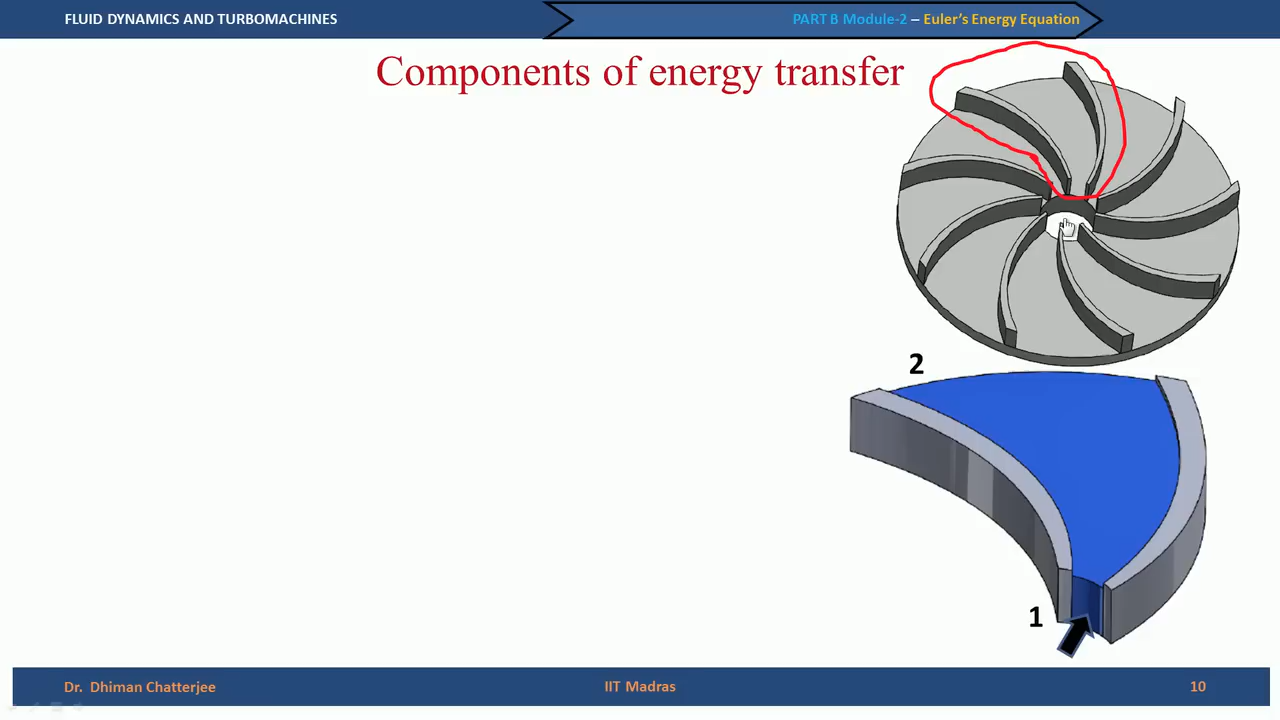 FLUID DYNAMICS AND TURBOMACHINES
PART B Module-2 – Euler's Energy Equation
Components of energy transfer
2
1
Dr. Dhiman Chatterjee
IIT Madras
10